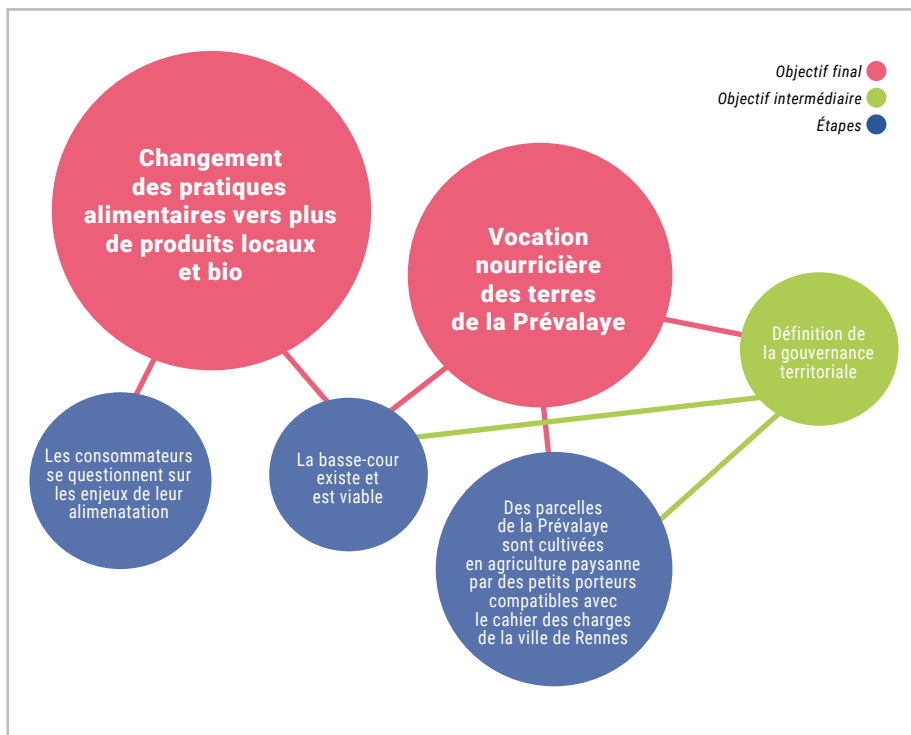 Objectif final
Objectif intermédiaire
Étapes
Changement
des pratiques
alimentaires vers plus
de produits locaux
et bio
Vocation
nourricière
des terres
de la Prévalaye
Définition de
la gouvernance
territoriale
Les consommateurs
se questionnent sur
les enjeux de leur
alimenatation
La basse-cour
existe et
est viable
Des parcelles
de la Prévalaye
sont cultivées
en agriculture paysanne
par des petits porteurs
compatibles avec
le cahier des charges
de la ville de Rennes